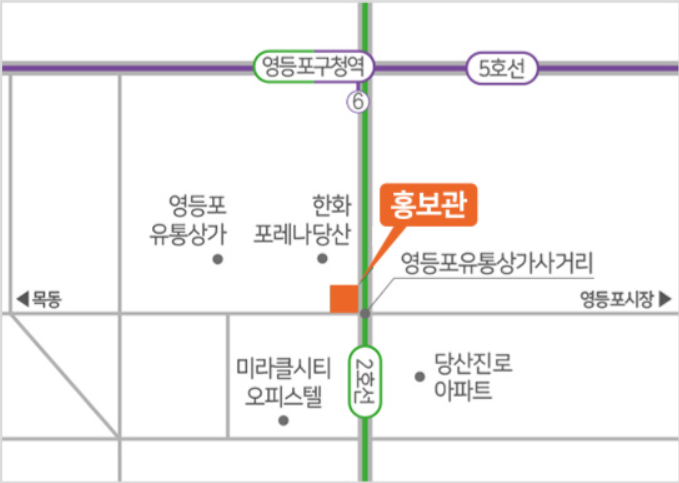 영등포구청역
5호선
6
영등포
유통상가
한화
포레나당산
홍보관
영등포유통상가사거리
◀목동
영등포시장▶
미라클시티
오피스텔
2호선
당산진로
아파트